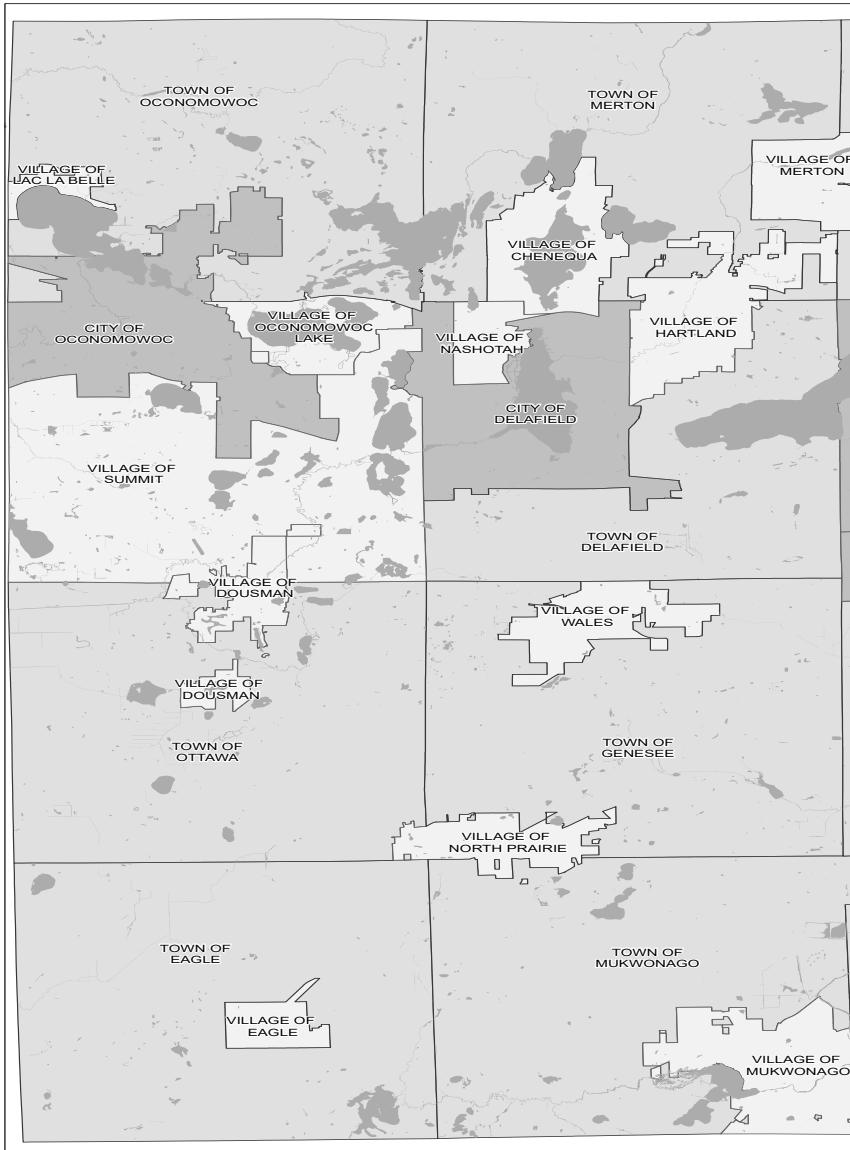 TOWN OF
OCONOMOWOC
TOWN OF
MERTON
VILLAGE OF
LAC LA BELLE
VILLAGE OF
MERTON
VILLAGE OF
CHENEQUA
CITY OF
OCONOMOWOC
VILLAGE OF
OCONOMOWOC
LAKE
VILLAGE OF
NASHOTAH
VILLAGE OF
HARTLAND
CITY OF
DELAFIELD
VILLAGE OF
SUMMIT
TOWN OF
DELAFIELD
VILLAGE OF
DOUSMAN
VILLAGE OF
WALES
VILLAGE OF
DOUSMAN
TOWN OF
OTTAWA
TOWN OF
GENESEE
VILLAGE OF
NORTH PRAIRIE
TOWN OF
EAGLE
TOWN OF
MUKWONAGO
VILLAGE OF
EAGLE
VILLAGE OF
MUKWONAGO